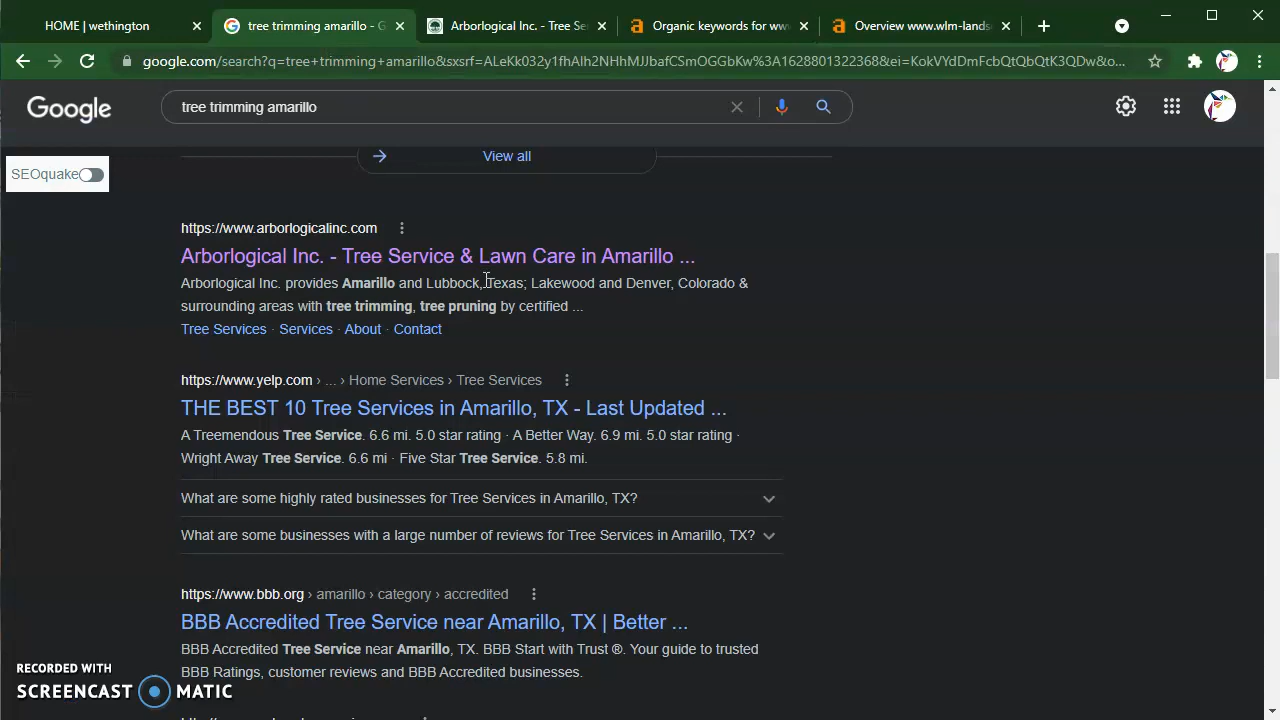 HOME | wethington
tree trimming amarillo - G
Arborlogical Inc. - Tree Se
Organic keywords for ww
Overview www.wlm-lands
google.com/search?q=tree+trimming+amarillo&sxsrf=ALeKk032y1fhAlh2NHhMJJbafCSmOGGbKw%3A1628801322368&ei=KokVYdDmFcbQtQbQtK3QDw&o...
Google
tree trimming amarillo
SEOquake
View all
https://www.arborlogicalinc.com
Arborlogical Inc. - Tree Service & Lawn Care in Amarillo ...
Arborlogical Inc. provides Amarillo and Lubbock, Texas; Lakewood and Denver, Colorado &
surrounding areas with tree trimming, tree pruning by certified ...
Tree Services · Services · About · Contact
https://www.yelp.com › ... › Home Services › Tree Services
THE BEST 10 Tree Services in Amarillo, TX - Last Updated ...
A Treemendous Tree Service. 6.6 mi. 5.0 star rating · A Better Way. 6.9 mi. 5.0 star rating ·
Wright Away Tree Service. 6.6 mi · Five Star Tree Service. 5.8 mi.
What are some highly rated businesses for Tree Services in Amarillo, TX?
What are some businesses with a large number of reviews for Tree Services in Amarillo, TX?
https://www.bbb.org › amarillo › category › accredited
BBB Accredited Tree Service near Amarillo, TX | Better ...
BBB Accredited Tree Service near Amarillo, TX. BBB Start with Trust ®. Your guide to trusted
BBB Ratings, customer reviews and BBB Accredited businesses.
RECORDED WITH
SCREENCAST MATIC